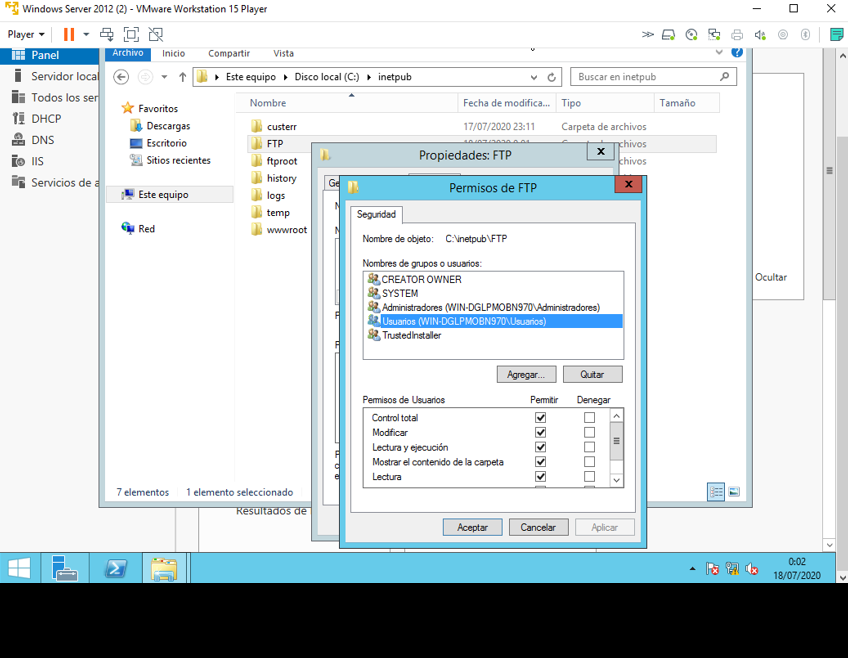 Windows Server 2012 (2) - VMware Workstation 15 Player
Player
Panel
Servidor local
Todos los ser
DHCP
DNS
IIS
Servicios de a
Archivo Inicio Compartir Vista
Este equipo Disco local (C:) inetpub
Buscar en inetpub
Favoritos
Descargas
Escritorio
Sitios recientes
Este equipo
Red
Nombre Fecha de modifica... Tipo Tamaño
custerr 17/07/2020 23:11 Carpeta de archivos
FTP Carpeta de archivos
ftproot
history
logs
temp
wwwroot
7 elementos 1 elemento seleccionado
Propiedades: FTP
Permisos de FTP
Seguridad
Nombre de objeto: C:\inetpub\FTP
Nombres de grupos o usuarios:
CREATOR OWNER
SYSTEM
Administradores (WIN-DGLPMOBN970\Administradores)
Usuarios (WIN-DGLPMOBN970\Usuarios)
TrustedInstaller
Agregar... Quitar
Permisos de Usuarios Permitir Denegar
Control total
Modificar
Lectura y ejecución
Mostrar el contenido de la carpeta
Lectura
Aceptar Cancelar Aplicar
Ocultar
Resultados de
0:02
18/07/2020